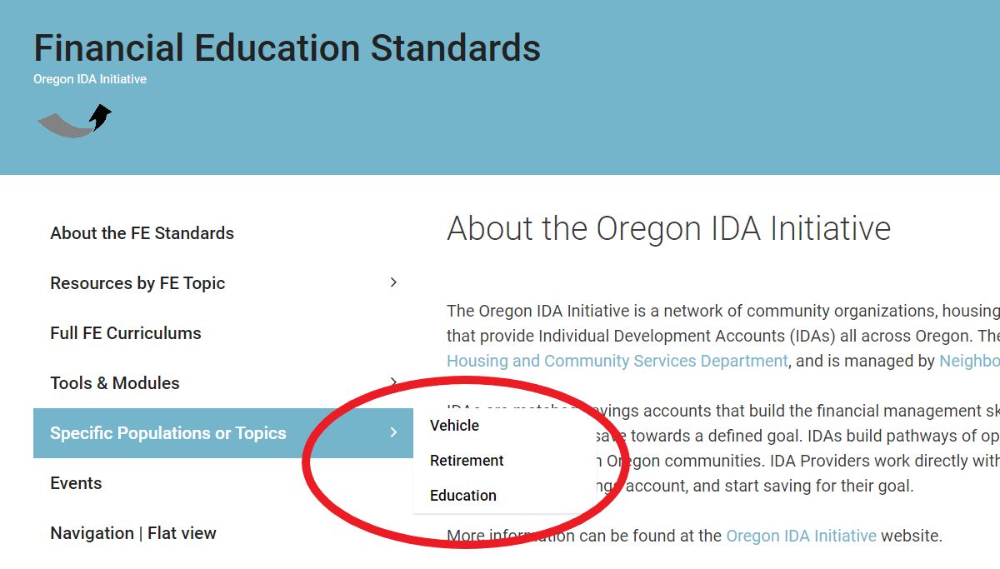 Financial Education Standards
Oregon IDA Initiative
About the FE Standards
Resources by FE Topic
Full FE Curriculums
Tools & Modules
Specific Populations or Topics
Events
Navigation | Flat view
Vehicle
Retirement
Education
About the Oregon IDA Initiative
The Oregon IDA Initiative is a network of community organizations, housing
that provide Individual Development Accounts (IDAs) all across Oregon. The
Housing and Community Services Department, and is managed by Neighbo
IDAs are matched savings accounts that build the financial management sk
save towards a defined goal. IDAs build pathways of op
Oregon communities. IDA Providers work directly with
account, and start saving for their goal.
More information can be found at the Oregon IDA Initiative website.